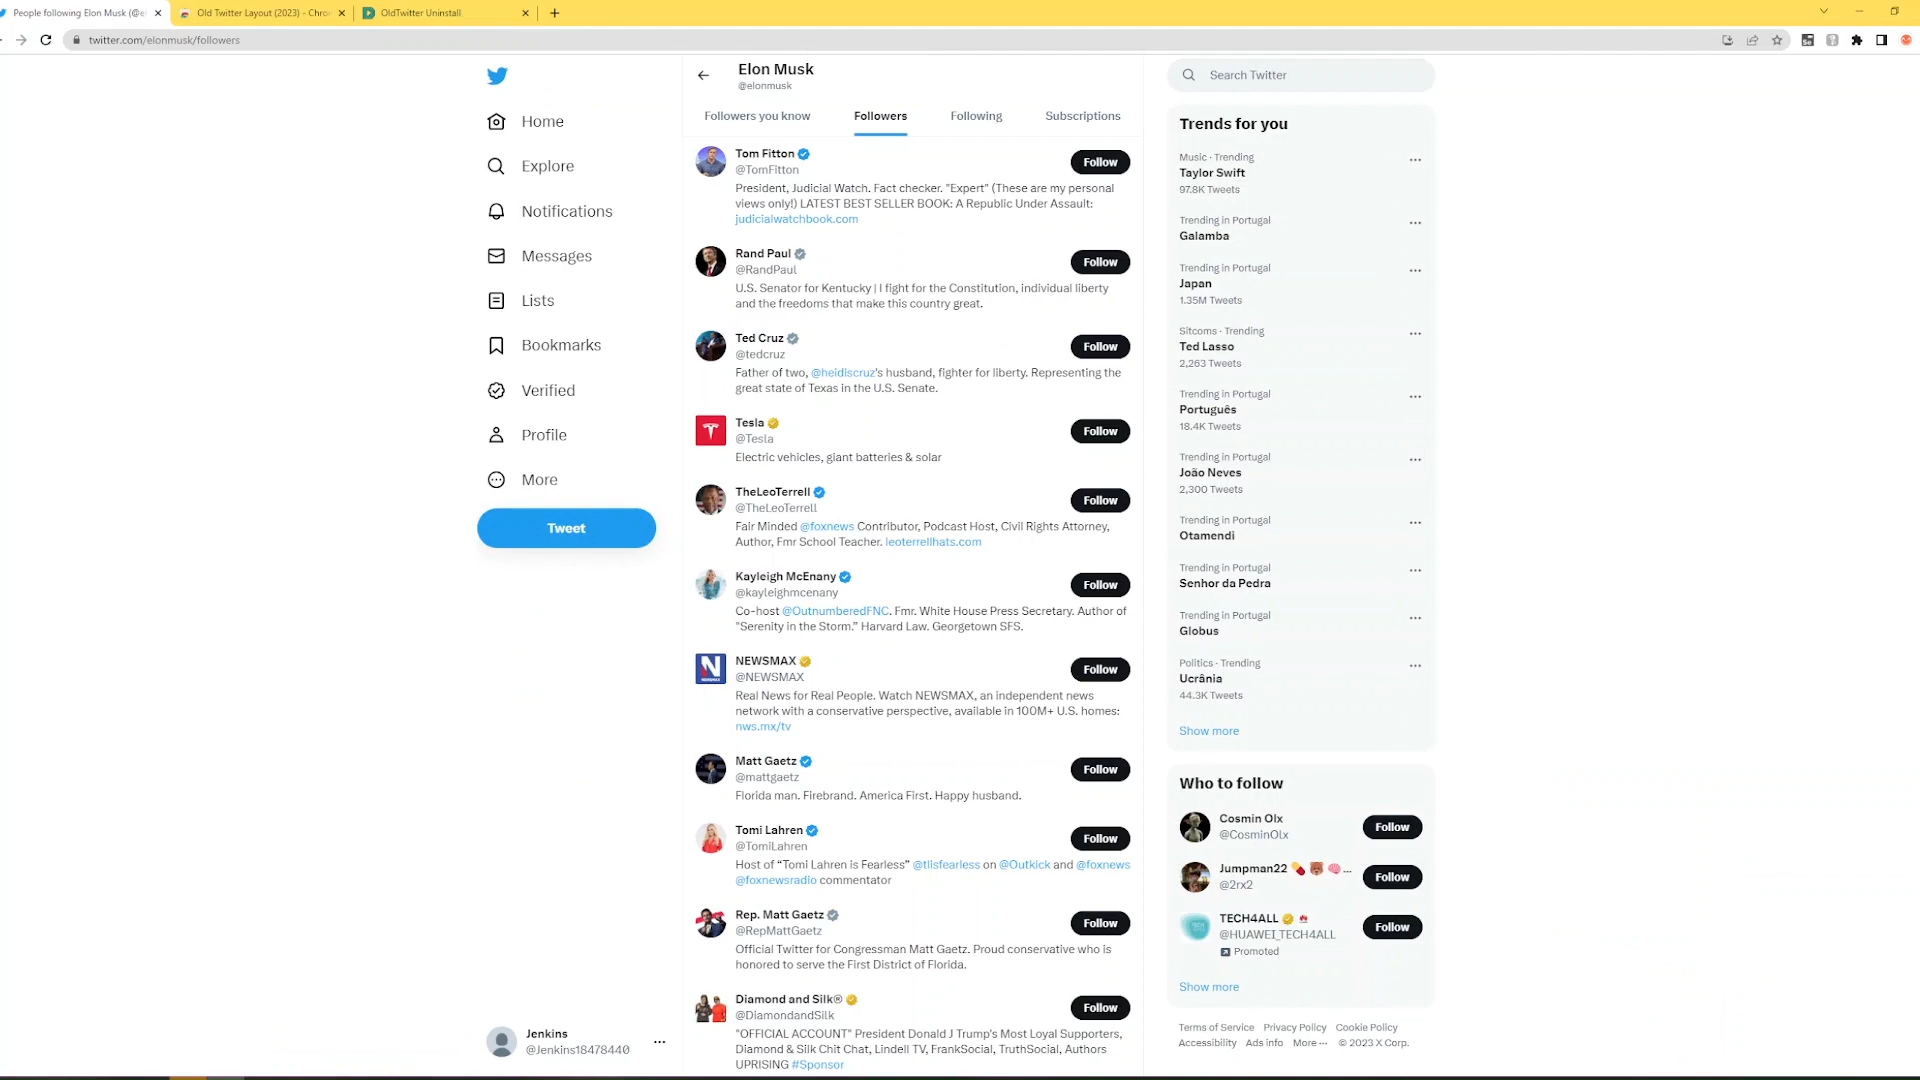 People following Elon Musk (@el
Old Twitter Layout (2023) - Chro
OldTwitter Uninstall
twitter.com/elonmusk/followers
Home
Explore
Notifications
Messages
Lists
Bookmarks
Verified
Profile
More
Tweet
Jenkins
@Jenkins18478440
Elon Musk
@elonmusk
Followers you know
Followers
Following
Subscriptions
Tom Fitton
@TomFitton
Follow
President, Judicial Watch. Fact checker. "Expert" (These are my personal
views only!) LATEST BEST SELLER BOOK: A Republic Under Assault:
judicialwatchbook.com
Rand Paul
@RandPaul
Follow
U.S. Senator for Kentucky | I fight for the Constitution, individual liberty
and the freedoms that make this country great.
Ted Cruz
@tedcruz
Follow
Father of two, @heidiscruz's husband, fighter for liberty. Representing the
great state of Texas in the U.S. Senate.
Tesla
@Tesla
Follow
Electric vehicles, giant batteries & solar
TheLeoTerrell
@TheLeoTerrell
Follow
Fair Minded @foxnews Contributor, Podcast Host, Civil Rights Attorney,
Author, Fmr School Teacher. leoterrellhats.com
Kayleigh McEnany
@kayleighmcenany
Follow
Co-host @OutnumberedFNC. Fmr. White House Press Secretary. Author of
"Serenity in the Storm." Harvard Law. Georgetown SFS.
NEWSMAX
@NEWSMAX
Follow
Real News for Real People. Watch NEWSMAX, an independent news
network with a conservative perspective, available in 100M+ U.S. homes:
nws.mx/tv
Matt Gaetz
@mattgaetz
Follow
Florida man. Firebrand. America First. Happy husband.
Tomi Lahren
@TomiLahren
Follow
Host of “Tomi Lahren is Fearless” @tlisfearless on @Outkick and @foxnews
@foxnewsradio commentator
Rep. Matt Gaetz
@RepMattGaetz
Follow
Official Twitter for Congressman Matt Gaetz. Proud conservative who is
honored to serve the First District of Florida.
Diamond and Silk®
@DiamondandSilk
Follow
"OFFICIAL ACCOUNT" President Donald J Trump's Most Loyal Supporters,
Diamond & Silk Chit Chat, Lindell TV, FrankSocial, TruthSocial, Authors
UPRISING #Sponsor
Search Twitter
Trends for you
Music · Trending
Taylor Swift
97.8K Tweets
Trending in Portugal
Galamba
Trending in Portugal
Japan
1.35M Tweets
Sitcoms · Trending
Ted Lasso
2,263 Tweets
Trending in Portugal
Português
18.4K Tweets
Trending in Portugal
João Neves
2,300 Tweets
Trending in Portugal
Otamendi
Trending in Portugal
Senhor da Pedra
Trending in Portugal
Globus
Politics · Trending
Ucrânia
44.3K Tweets
Show more
Who to follow
Cosmin Olx
@CosminOlx
Follow
Jumpman22 💊 🐻 🧠 ...
@2rx2
Follow
TECH4ALL
@HUAWEI_TECH4ALL
Promoted
Follow
Show more
Terms of Service Privacy Policy Cookie Policy
Accessibility Ads info More ··· © 2023 X Corp.